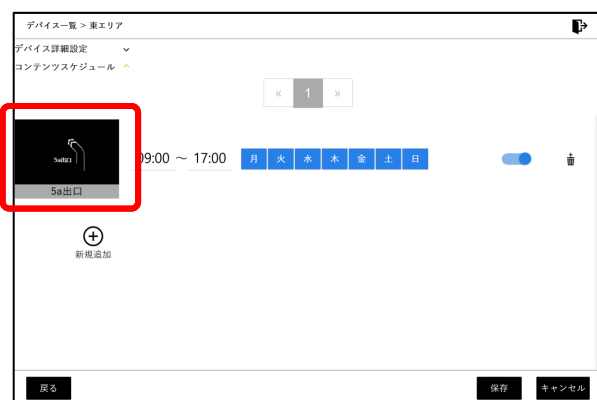 デバイス一覧 > 東エリア
デバイス詳細設定
コンテンツスケジュール
« 1 »
5a出口
09:00 ～ 17:00 月 火 水 木 金 土 日
5a出口
新規追加
戻る 保存 キャンセル